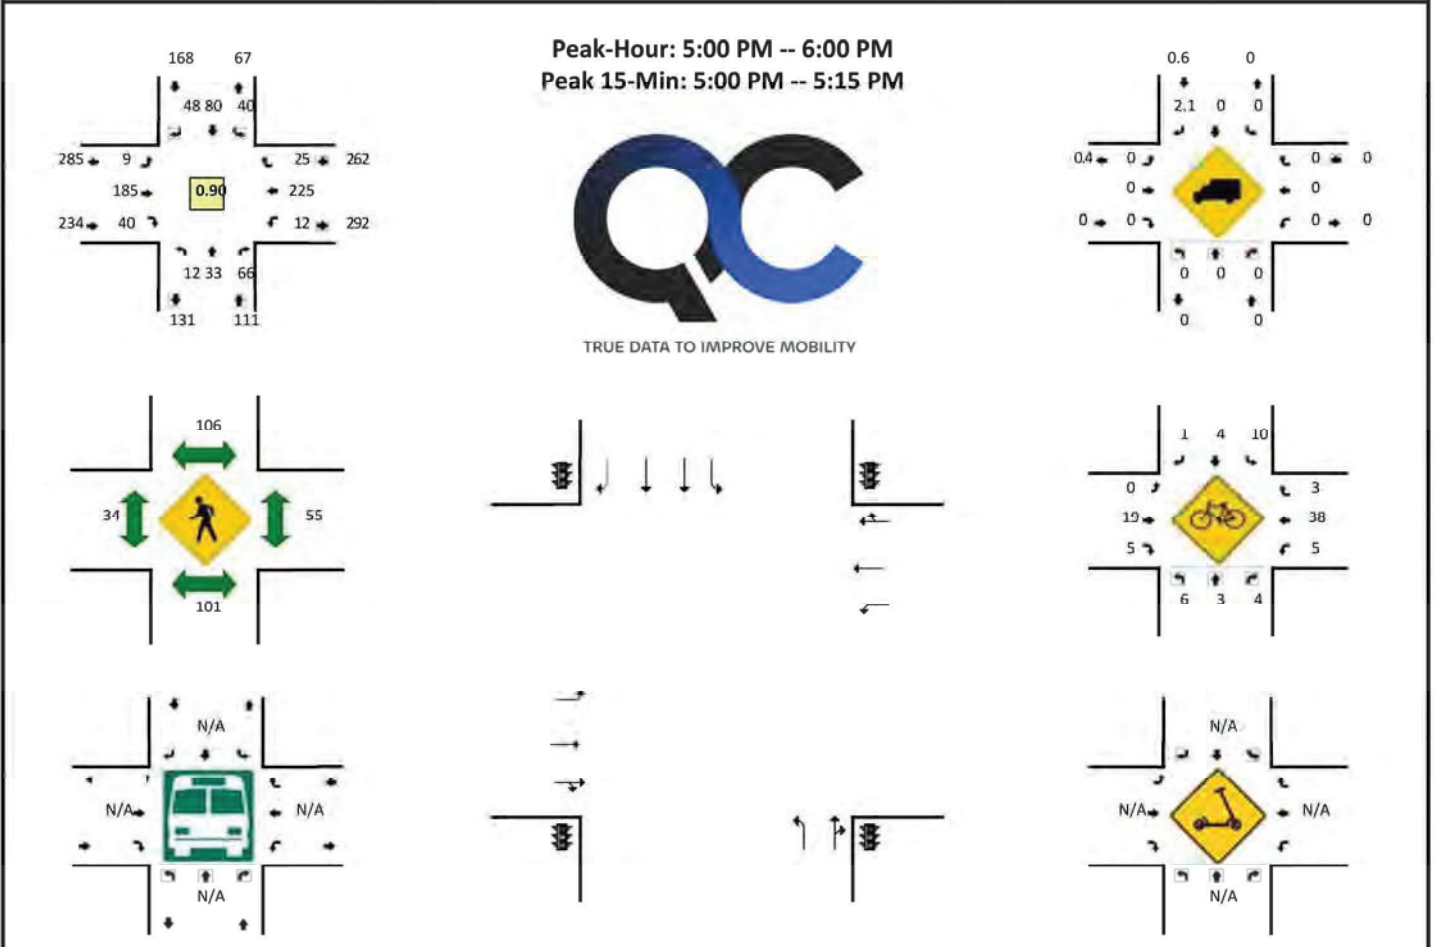 Peak-Hour: 5:00 PM -- 6:00 PM
Peak 15-Min: 5:00 PM -- 5:15 PM
168 67
48 80 40
285 9 25 262
185 0.90 225
234 40 12 292
12 33 66
131 111
QC
TRUE DATA TO IMPROVE MOBILITY
0.6 0
2.1 0 0
0.4 0 0 0
0 0
0 0 0 0
0 0 0
0 0
106
34 55
101
1 4 10
0 3
19 38
5 5
6 3 4
N/A
N/A N/A
N/A
N/A
N/A N/A
N/A